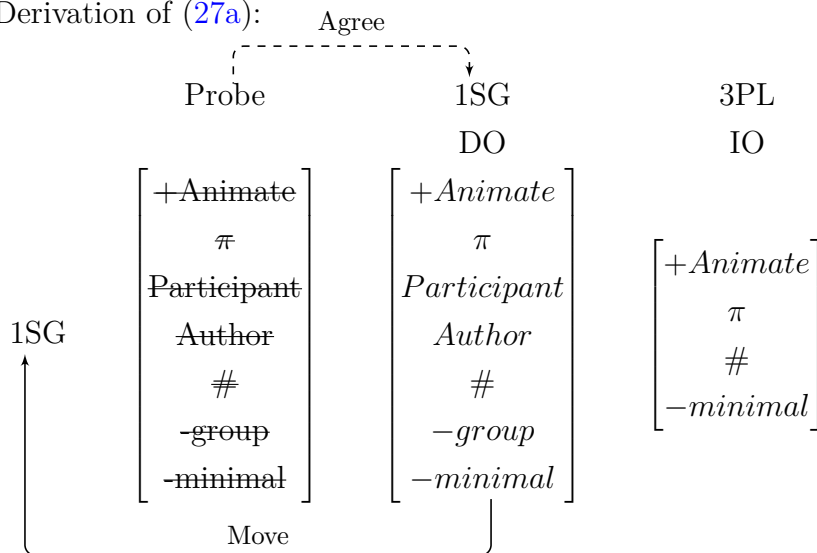 Derivation of (27a):
Agree
Probe 1SG 3PL
DO IO
+Animate +Animate
π π +Animate
Participant Participant π
1SG Author Author #
# # −minimal
-group −group
-minimal −minimal
Move